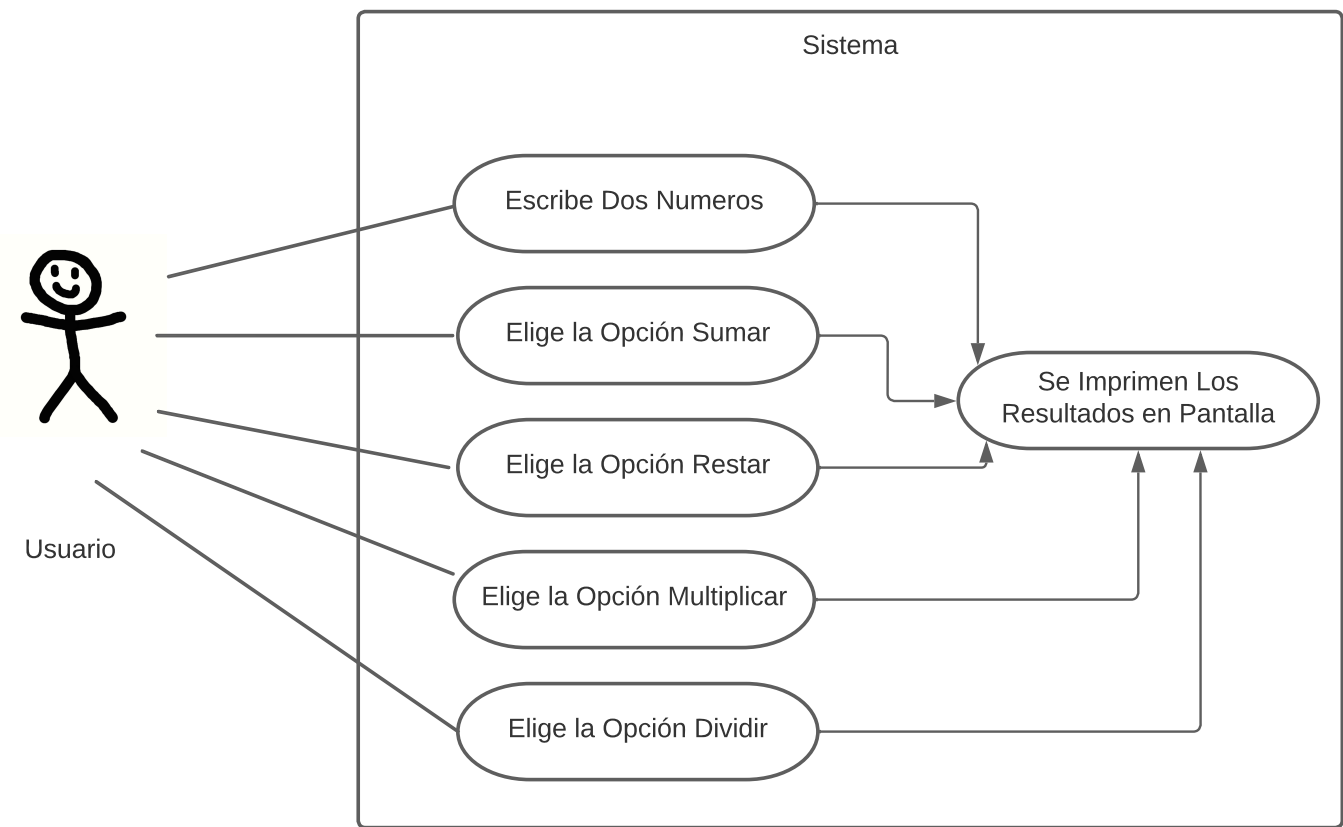 Sistema
Escribe Dos Numeros
Elige la Opción Sumar
Se Imprimen Los
Resultados en Pantalla
Elige la Opción Restar
Usuario
Elige la Opción Multiplicar
Elige la Opción Dividir